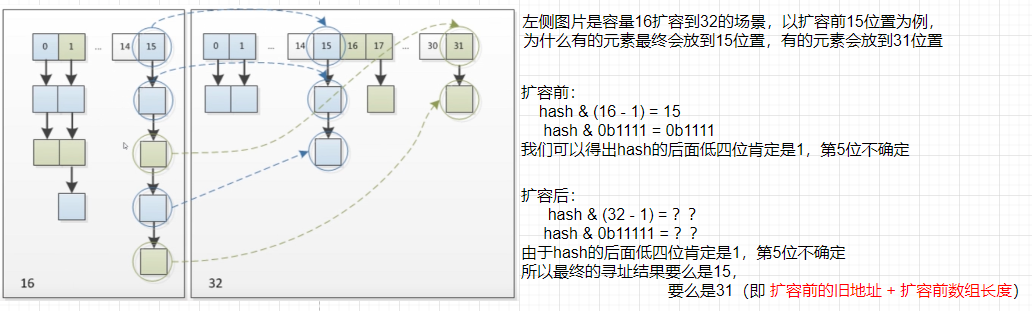 0 1 ... 14 15
0 1 ... 14 15 16 17 ... 30 31
16
32
左侧图片是容量16扩容到32的场景，以扩容前15位置为例，
为什么有的元素最终会放到15位置，有的元素会放到31位置
扩容前：
hash & (16 - 1) = 15
hash & 0b1111 = 0b1111
我们可以得出hash的后面低四位肯定是1，第5位不确定
扩容后：
hash & (32 - 1) = ？？
hash & 0b11111 = ？？
由于hash的后面低四位肯定是1，第5位不确定
所以最终的寻址结果要么是15，
要么是31（即 扩容前的旧地址 + 扩容前数组长度）